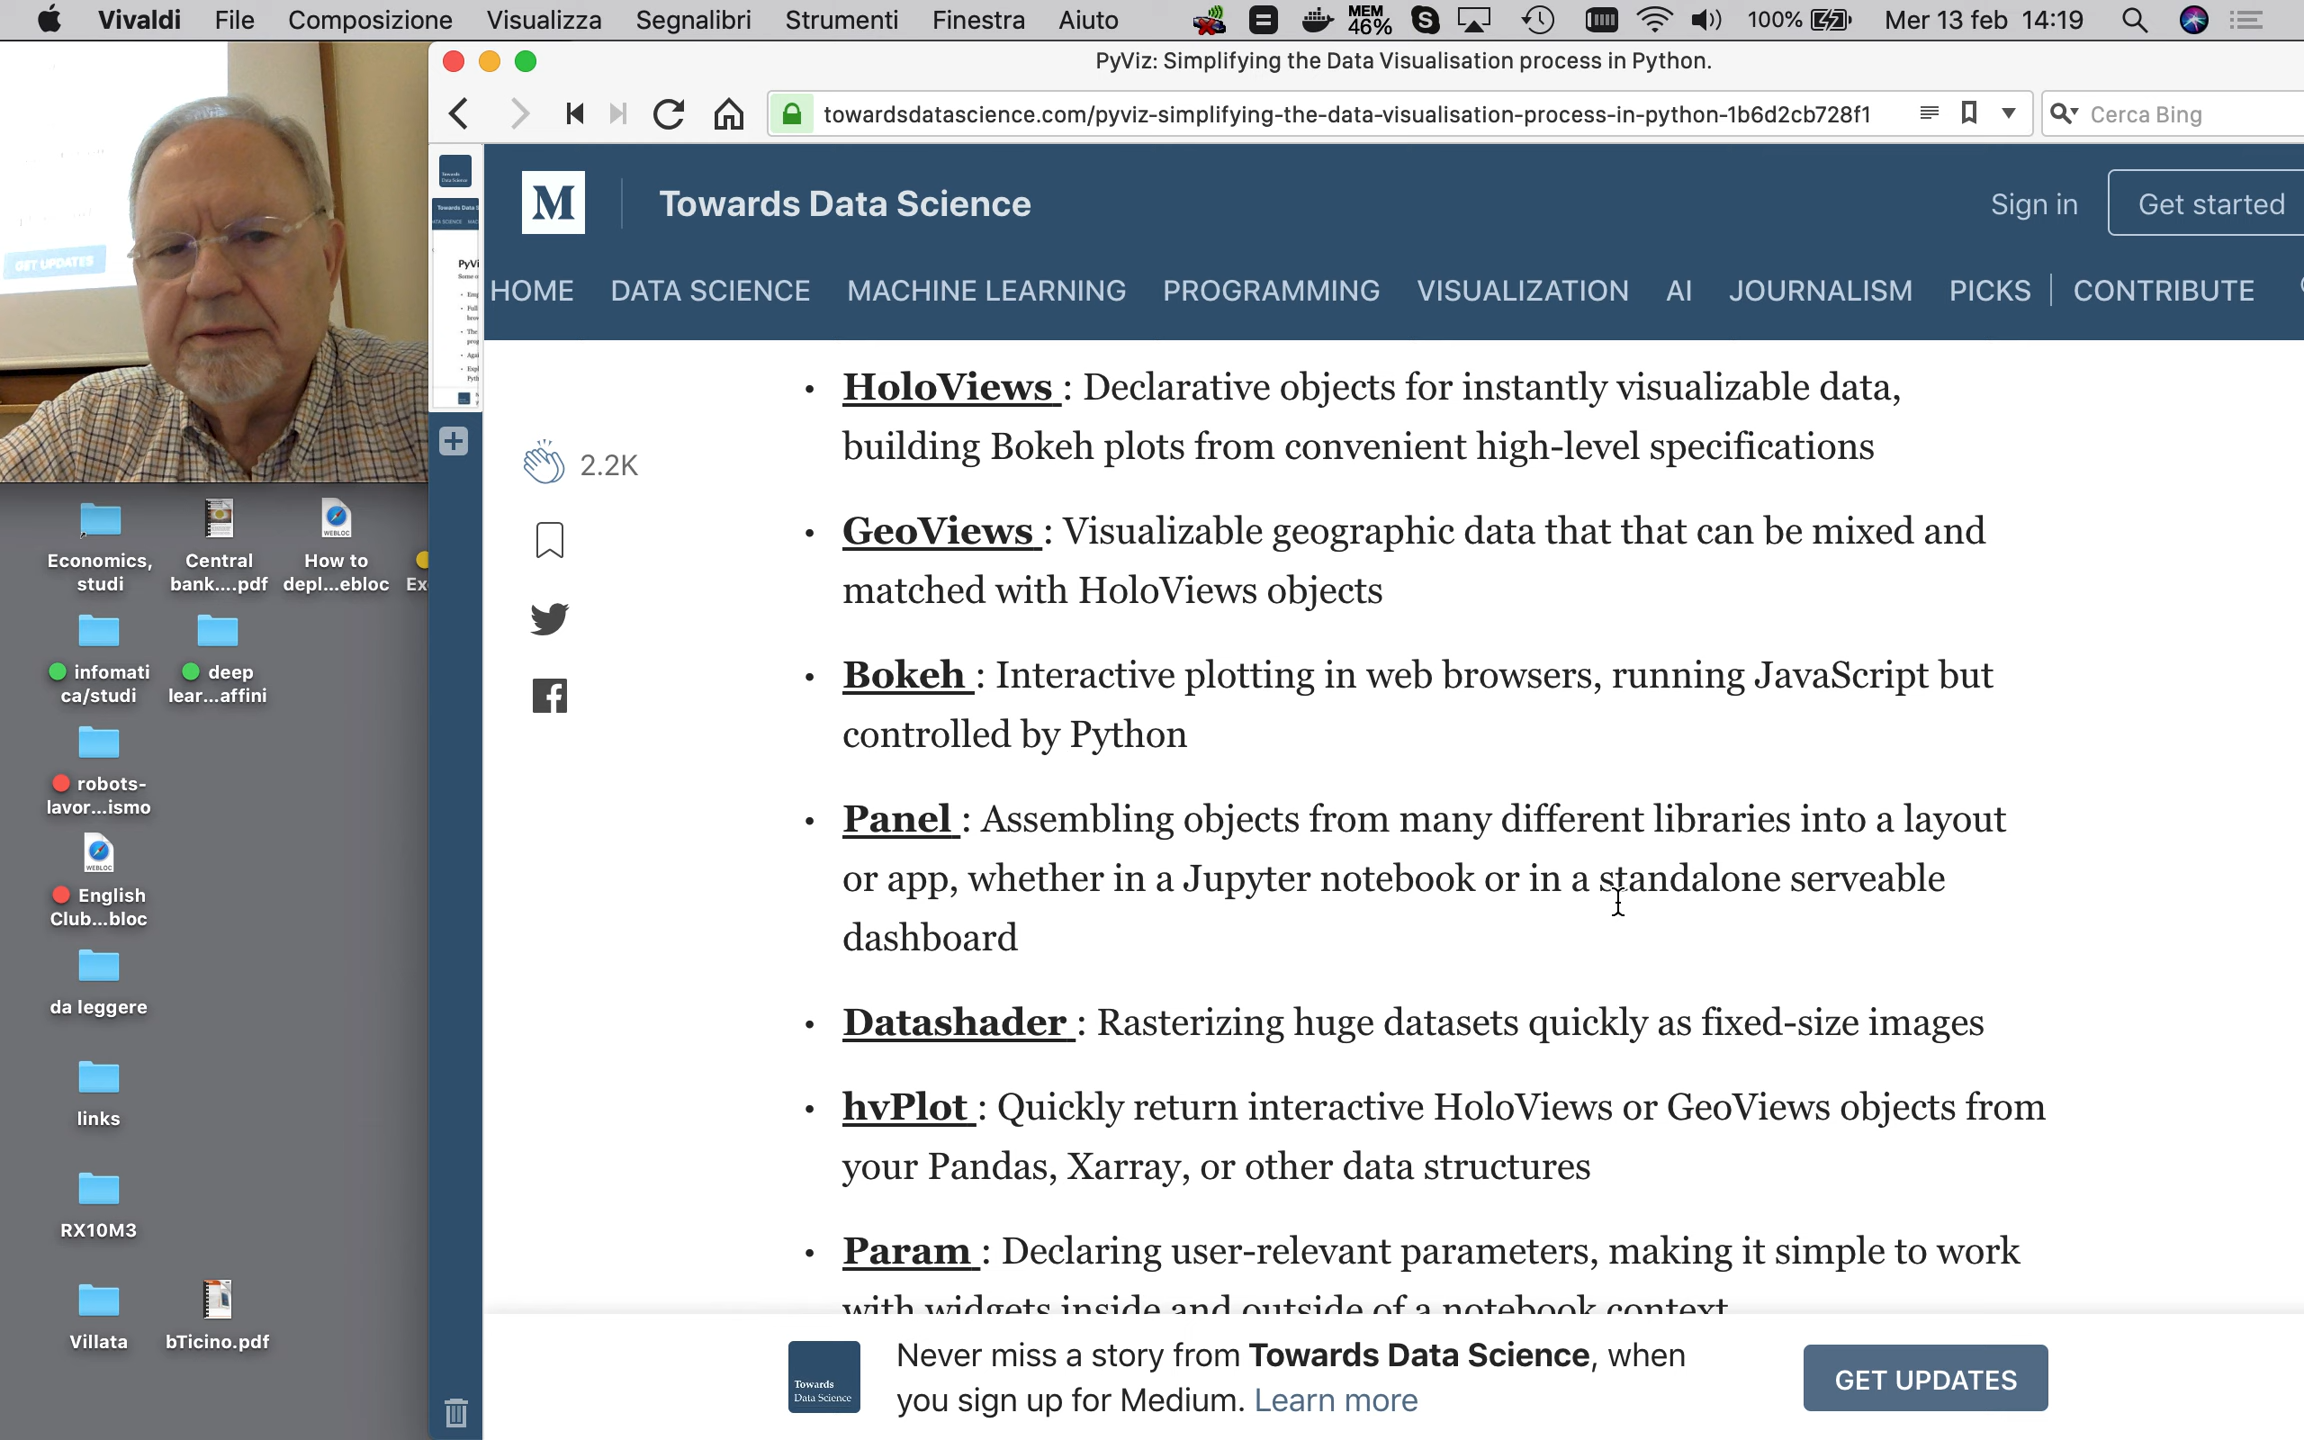 Vivaldi File Composizione Visualizza Segnalibri Strumenti Finestra Aiuto MEM 46% 100% Mer 13 feb 14:19
PyViz: Simplifying the Data Visualisation process in Python.
towardsdatascience.com/pyviz-simplifying-the-data-visualisation-process-in-python-1b6d2cb728f1
Cerca Bing
M Towards Data Science
Sign in
Get started
HOME DATA SCIENCE MACHINE LEARNING PROGRAMMING VISUALIZATION AI JOURNALISM PICKS CONTRIBUTE
GET UPDATES
2.2K
• HoloViews : Declarative objects for instantly visualizable data,
building Bokeh plots from convenient high-level specifications
• GeoViews : Visualizable geographic data that that can be mixed and
matched with HoloViews objects
• Bokeh : Interactive plotting in web browsers, running JavaScript but
controlled by Python
• Panel : Assembling objects from many different libraries into a layout
or app, whether in a Jupyter notebook or in a standalone serveable
dashboard
• Datashader : Rasterizing huge datasets quickly as fixed-size images
• hvPlot : Quickly return interactive HoloViews or GeoViews objects from
your Pandas, Xarray, or other data structures
• Param : Declaring user-relevant parameters, making it simple to work
with widgets inside and outside of a notebook context
Towards
Data Science
Never miss a story from Towards Data Science, when
you sign up for Medium. Learn more
GET UPDATES
Economics,
studi
Central
bank....pdf
WEBLOC
How to
depl...ebloc
Ex
infomati
ca/studi
deep
lear...affini
robots-
lavor...ismo
WEBLOC
English
Club...bloc
da leggere
links
RX10M3
Villata
bTicino.pdf